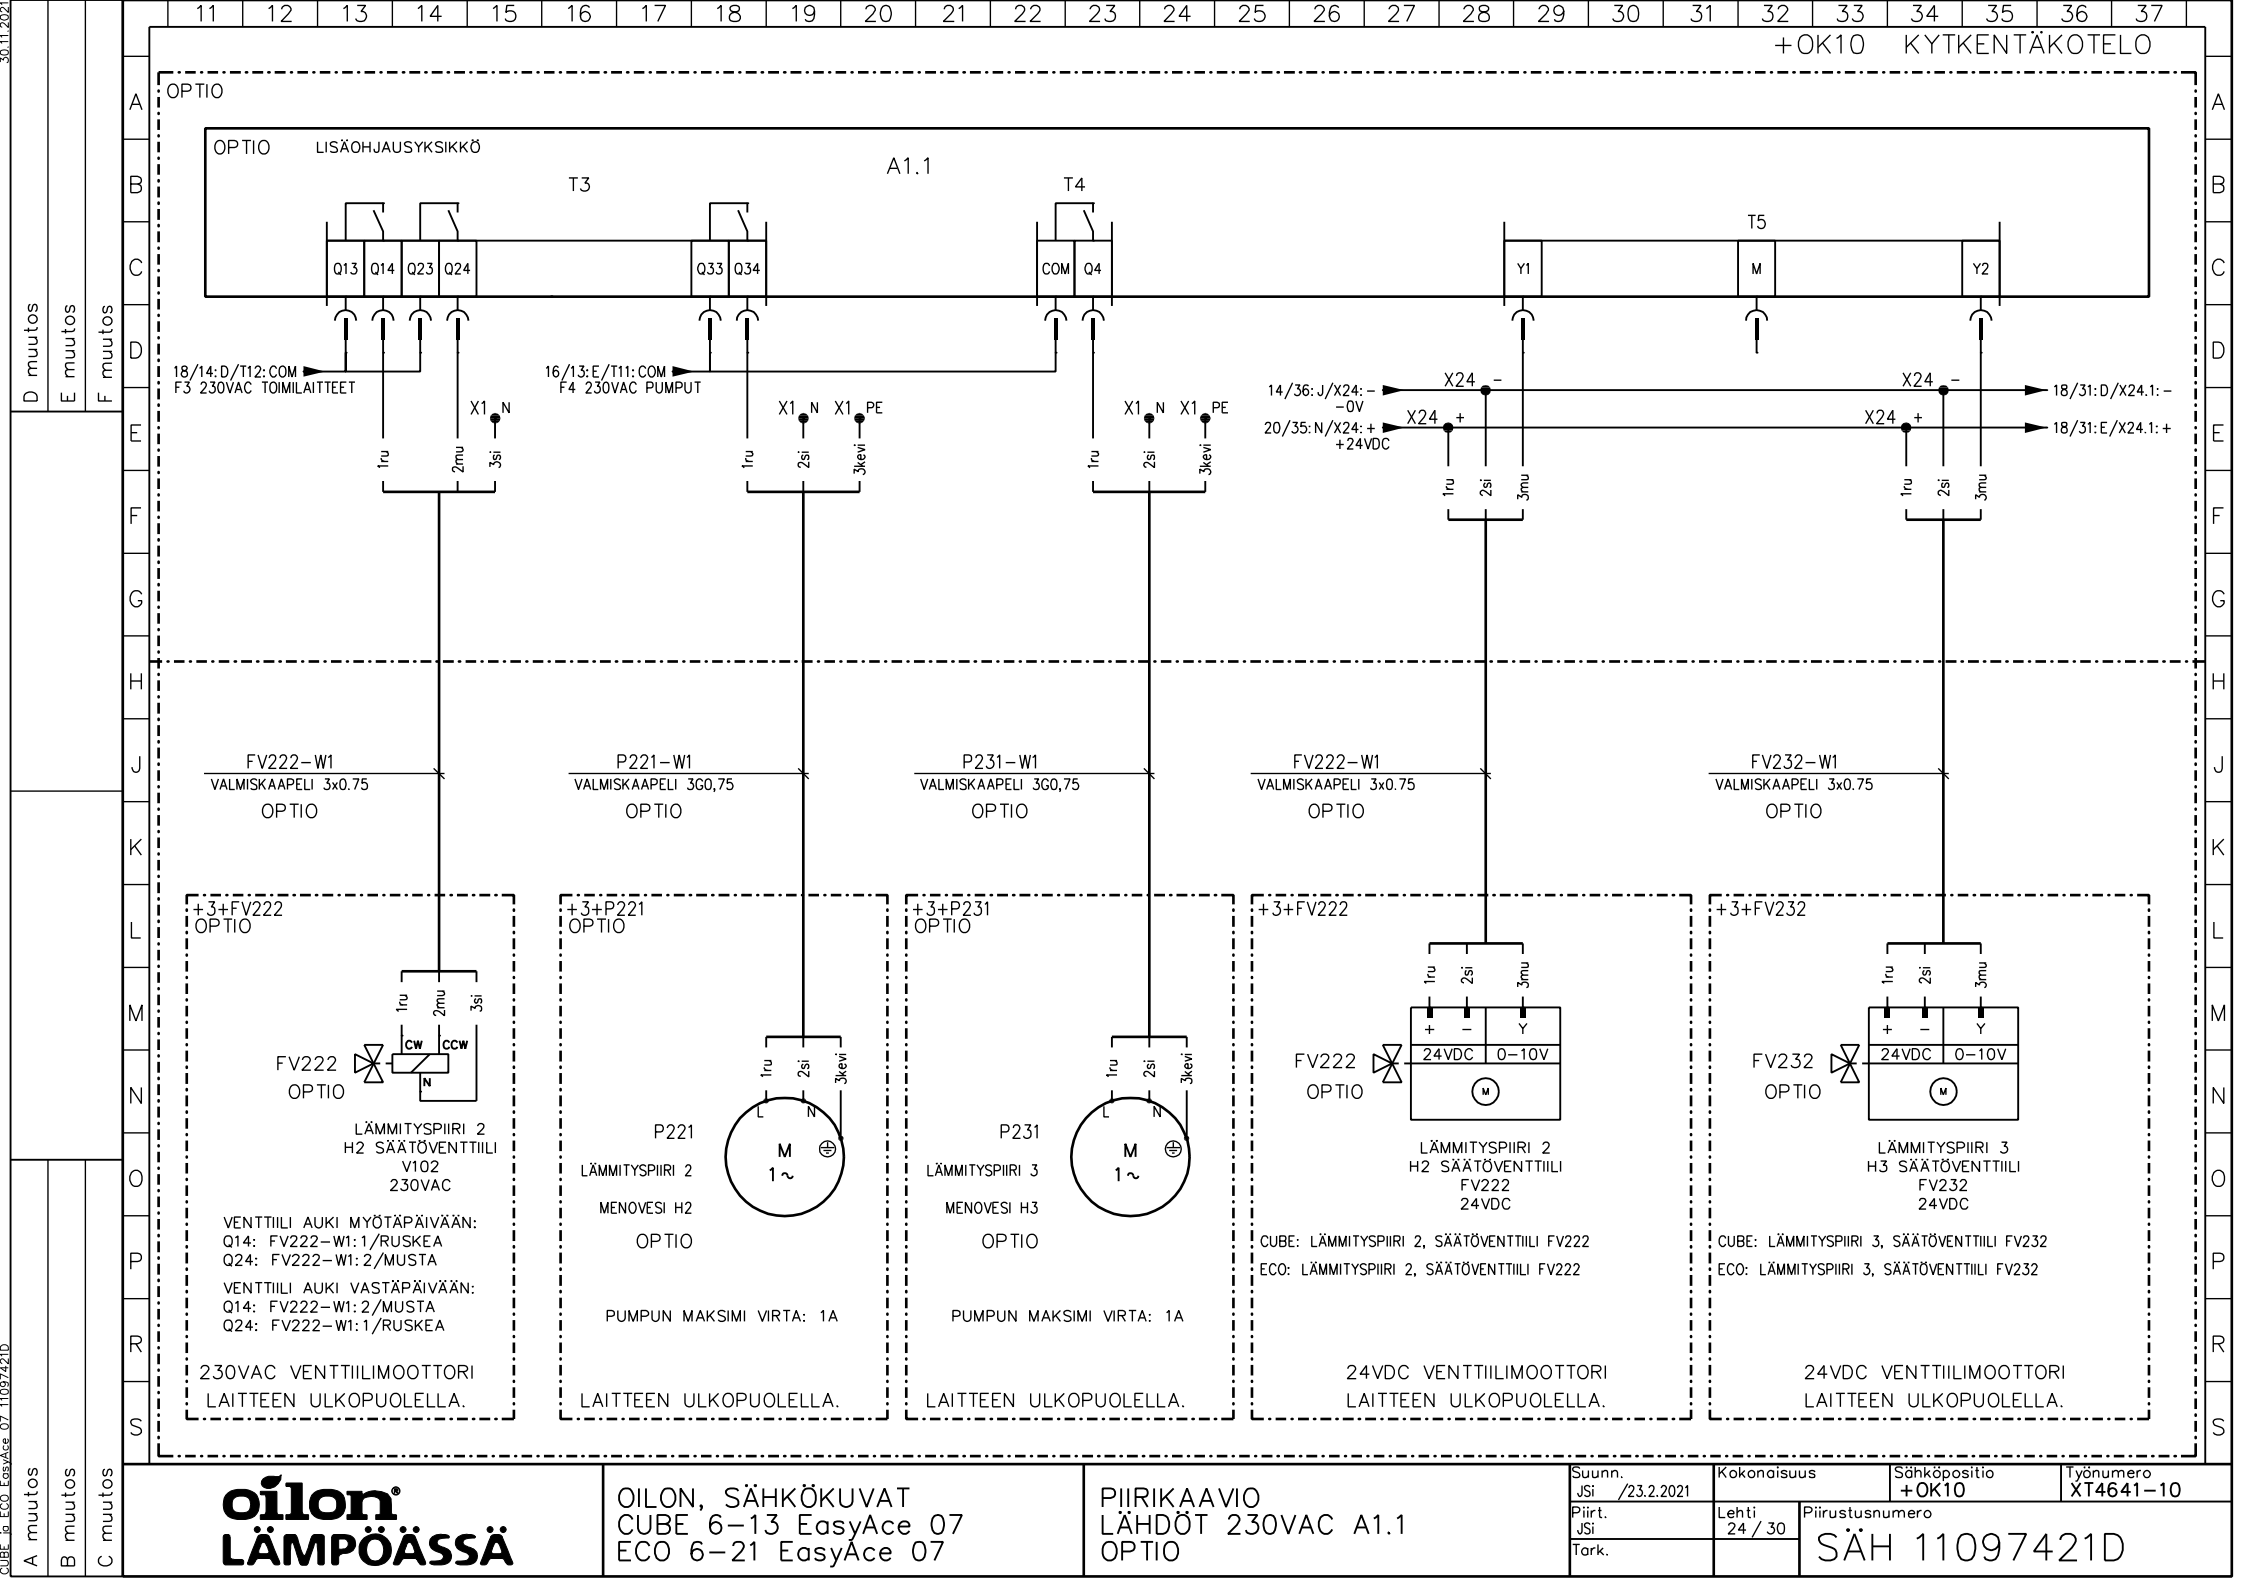 11 12 13 14 15 16 17 18 19 20 21 22 23 24 25 26 27 28 29 30 31 32 33 34 35 36 37
+OK10 KYTKENTÄKOTELO
30.11.2021
A
A
OPTIO
OPTIO LISÄOHJAUSYKSIKKÖ
A1.1
B
B
T3
T4
T5
C
C
Q13 Q14 Q23 Q24
Q33 Q34
COM Q4
Y1
M
Y2
D muutos
E muutos
F muutos
D
D
18/14:D/T12:COM
F3 230VAC TOIMILAITTEET
16/13:E/T11:COM
F4 230VAC PUMPUT
14/36:J/X24:-
-0V
X24 -
X24 -
18/31:D/X24.1:-
20/35:N/X24:+
+24VDC
X24 +
X24 +
18/31:E/X24.1:+
E
E
X1 N
X1 N X1 PE
X1 N X1 PE
1ru 2mu 3si
1ru 2si 3kevi
1ru 2si 3kevi
1ru 2si 3mu
1ru 2si 3mu
F
F
G
G
H
H
J
J
FV222-W1
VALMISKAAPELI 3x0.75
OPTIO
P221-W1
VALMISKAAPELI 3G0,75
OPTIO
P231-W1
VALMISKAAPELI 3G0,75
OPTIO
FV222-W1
VALMISKAAPELI 3x0.75
OPTIO
FV232-W1
VALMISKAAPELI 3x0.75
OPTIO
K
K
L
L
M
M
N
N
O
O
P
P
R
R
S
S
+3+FV222
OPTIO
1ru 2mu 3si
CW CCW
N
FV222
OPTIO
LÄMMITYSPIIRI 2
H2 SÄÄTÖVENTTIILI
V102
230VAC
VENTTIILI AUKI MYÖTÄPÄIVÄÄN:
Q14: FV222-W1:1/RUSKEA
Q24: FV222-W1:2/MUSTA
VENTTIILI AUKI VASTÄPÄIVÄÄN:
Q14: FV222-W1:2/MUSTA
Q24: FV222-W1:1/RUSKEA
230VAC VENTTIILIMOOTTORI
LAITTEEN ULKOPUOLELLA.
+3+P221
OPTIO
1ru 2si 3kevi
L N
M
1~
P221
LÄMMITYSPIIRI 2
MENOVESI H2
OPTIO
PUMPUN MAKSIMI VIRTA: 1A
LAITTEEN ULKOPUOLELLA.
+3+P231
OPTIO
1ru 2si 3kevi
L N
M
1~
P231
LÄMMITYSPIIRI 3
MENOVESI H3
OPTIO
PUMPUN MAKSIMI VIRTA: 1A
LAITTEEN ULKOPUOLELLA.
+3+FV222
1ru 2si 3mu
+ - Y
24VDC 0-10V
M
FV222
OPTIO
LÄMMITYSPIIRI 2
H2 SÄÄTÖVENTTIILI
FV222
24VDC
CUBE: LÄMMITYSPIIRI 2, SÄÄTÖVENTTIILI FV222
ECO: LÄMMITYSPIIRI 2, SÄÄTÖVENTTIILI FV222
24VDC VENTTIILIMOOTTORI
LAITTEEN ULKOPUOLELLA.
+3+FV232
1ru 2si 3mu
+ - Y
24VDC 0-10V
M
FV232
OPTIO
LÄMMITYSPIIRI 3
H3 SÄÄTÖVENTTIILI
FV232
24VDC
CUBE: LÄMMITYSPIIRI 3, SÄÄTÖVENTTIILI FV232
ECO: LÄMMITYSPIIRI 3, SÄÄTÖVENTTIILI FV232
24VDC VENTTIILIMOOTTORI
LAITTEEN ULKOPUOLELLA.
CUBE ja ECO EasyAce 07 11097421D
A muutos
B muutos
C muutos
oilon®
LÄMPÖÄSSÄ
OILON, SÄHKÖKUVAT
CUBE 6-13 EasyAce 07
ECO 6-21 EasyAce 07
PIIRIKAAVIO
LÄHDÖT 230VAC A1.1
OPTIO
Suunn.
JSi /23.2.2021
Piirt.
JSi
Tark.
Kokonaisuus
Lehti
24/30
Sähköpositio
+OK10
Työnumero
XT4641-10
Piirustusnumero
SÄH 11097421D